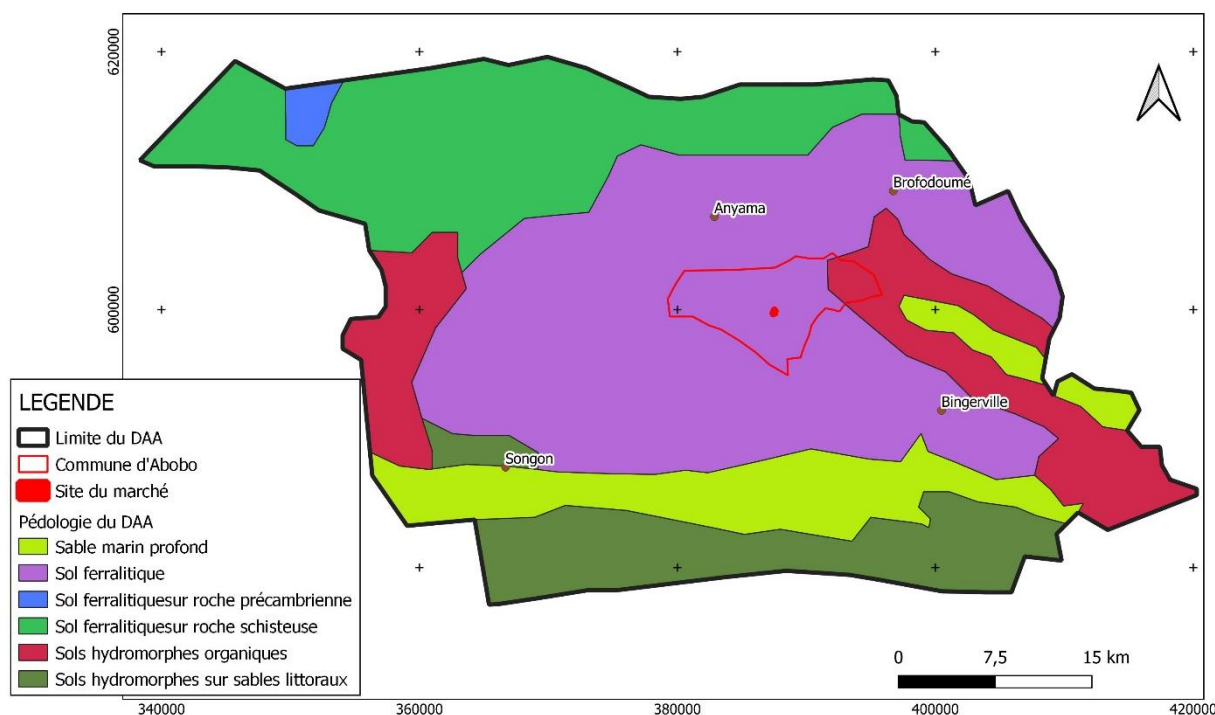 620000
600000
Brofodoumé
Anyama
Bingerville
Songon
LEGENDE
Limite du DAA
Commune d'Abobo
Site du marché
Pédologie du DAA
Sable marin profond
Sol ferralitique
Sol ferralitiquesur roche précambrienne
Sol ferralitiquesur roche schisteuse
Sols hydromorphes organiques
Sols hydromorphes sur sables littoraux
0 7,5 15 km
340000 360000 380000 400000 420000